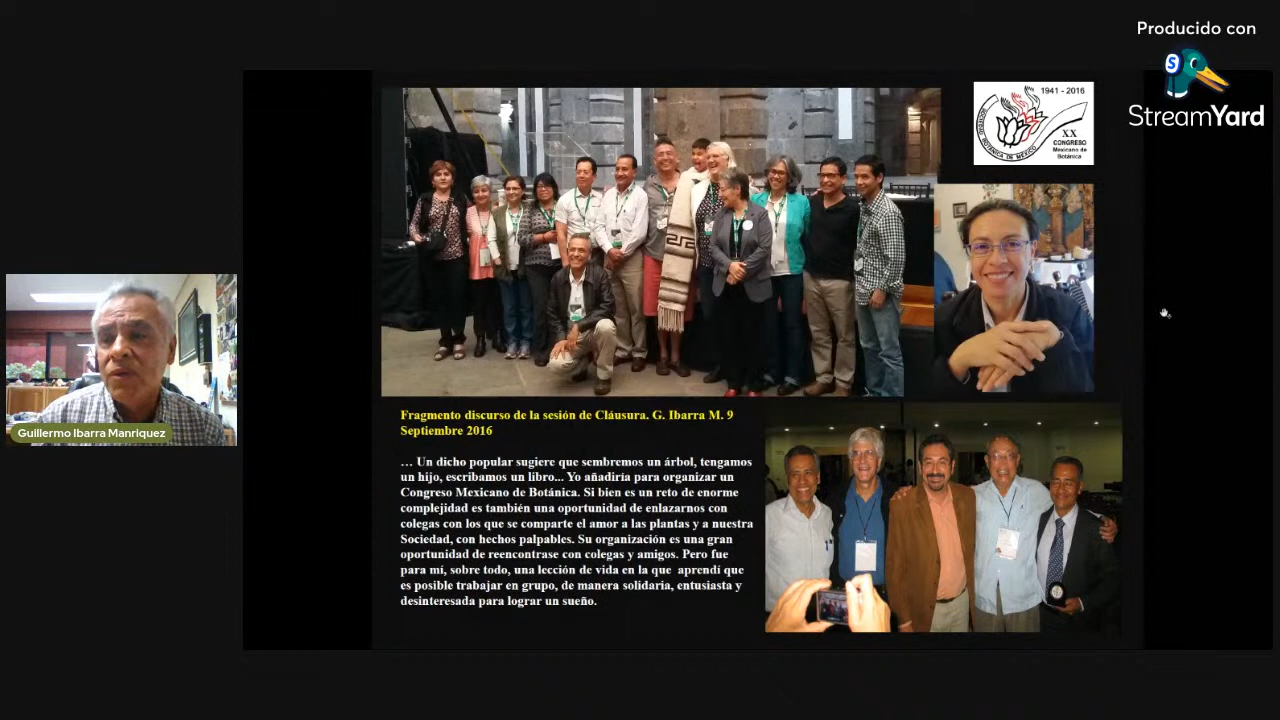 Producido con
StreamYard
1941 - 2016
SOCIEDAD BOTÁNICA DE MÉXICO
XX
CONGRESO
Mexicano de
Botánica
Guillermo Ibarra Manriquez
Fragmento discurso de la sesión de Cláusura. G. Ibarra M. 9
Septiembre 2016
… Un dicho popular sugiere que sembremos un árbol, tengamos
un hijo, escribamos un libro... Yo añadiría para organizar un
Congreso Mexicano de Botánica. Si bien es un reto de enorme
complejidad es también una oportunidad de enlazarnos con
colegas con los que se comparte el amor a las plantas y a nuestra
Sociedad, con hechos palpables. Su organización es una gran
oportunidad de reencontrase con colegas y amigos. Pero fue
para mí, sobre todo, una lección de vida en la que aprendí que
es posible trabajar en grupo, de manera solidaria, entusiasta y
desinteresada para lograr un sueño.